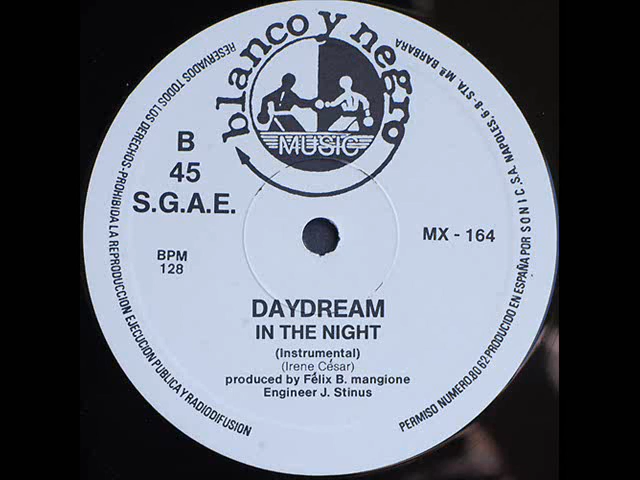 blanco y negro
MUSIC
RESERVADOS TODOS LOS DERECHOS-PROHIBIDA LA REPRODUCCION, EJECUCION PUBLICA Y RADIODIFUSION
B
45
S.G.A.E.
BPM
128
MX - 164
DAYDREAM
IN THE NIGHT
(Instrumental)
(Irene César)
produced by Félix B. mangione
Engineer J. Stinus
PERMISO NUMERO.80 62 PRODUCIDO EN ESPAÑA POR S O N I C , S.A. NAPOLES, 6-8-STA. Mª. BARBARA